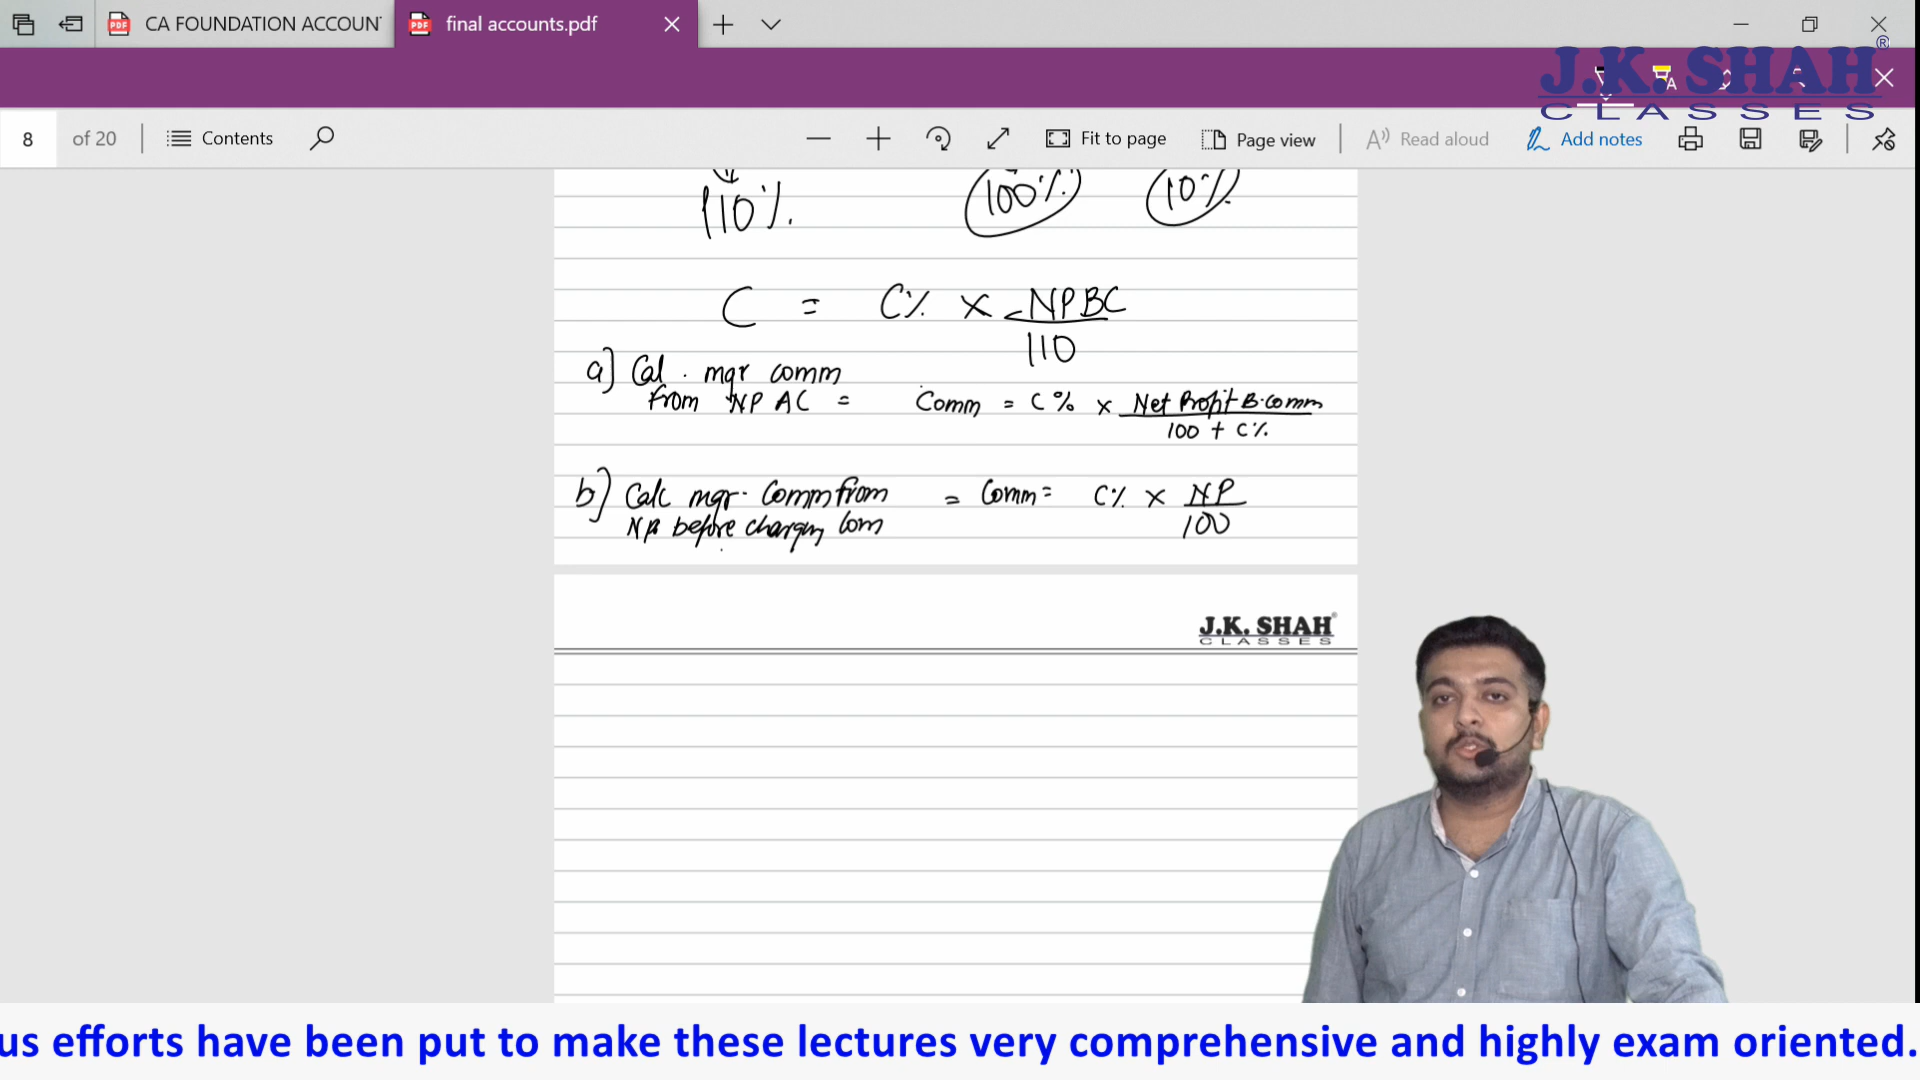 CA FOUNDATION ACCOUNT
final accounts.pdf
J.K. SHAH®
CLASSES
8 of 20
Contents
Fit to page
Page view
Read aloud
Add notes
110%.
100%
10%
C = C% × NPBC
110
a) Cal. mgr comm
from NP AC = Comm = C% × Net Profit B.comm
100 + C%
b) Calc mgr. Comm from = Comm = C% × NP
NP before charging Com 100
J.K. SHAH®
CLASSES
us efforts have been put to make these lectures very comprehensive and highly exam oriented.